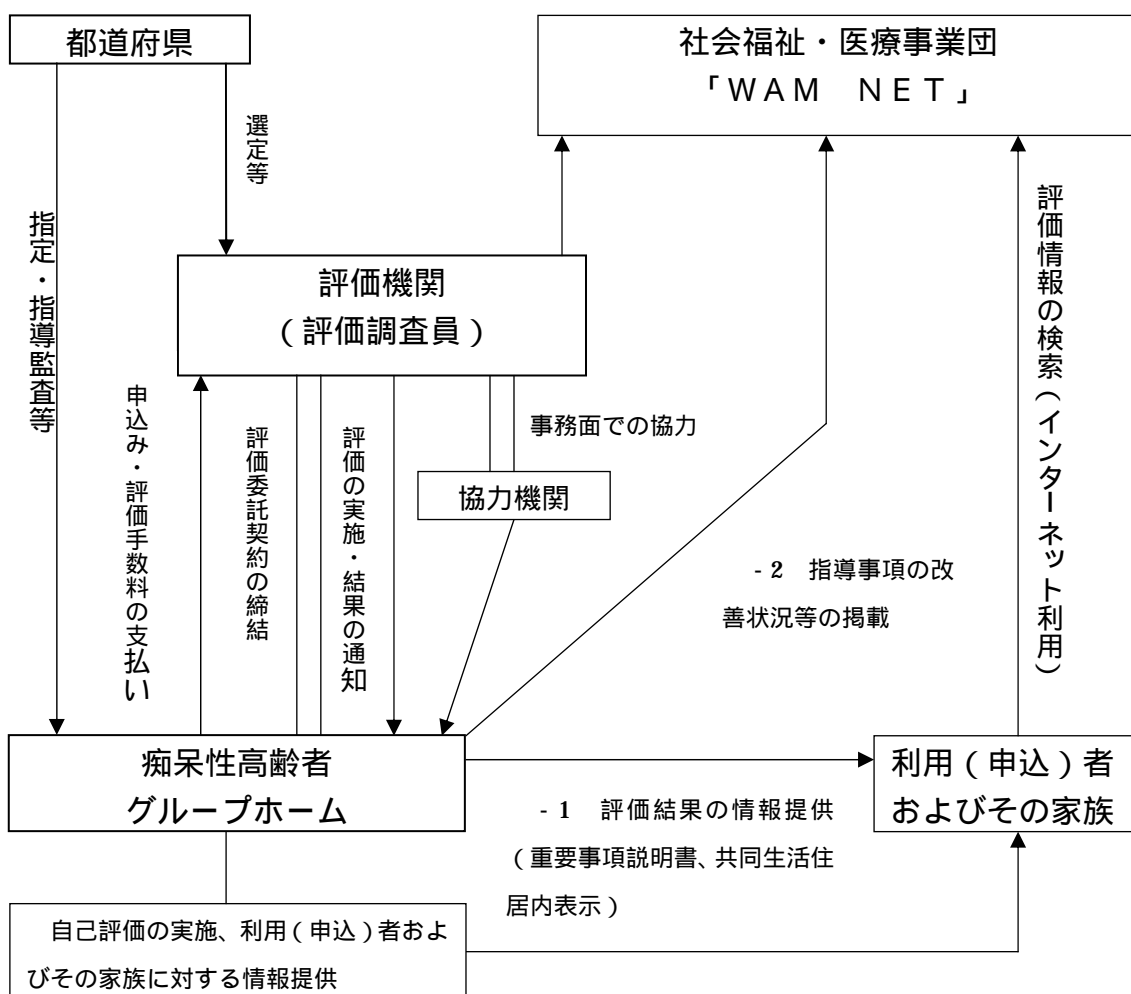 都道府県
社会福祉・医療事業団
「ＷＡＭ　ＮＥＴ」
選定等
指定・指導監査等
評価機関
（評価調査員）
評価情報の検索（インターネット利用）
申込み・評価手数料の支払い
評価委託契約の締結
評価の実施・結果の通知
事務面での協力
協力機関
-２　指導事項の改
善状況等の掲載
痴呆性高齢者
グループホーム
利用（申込）者
およびその家族
-１　評価結果の情報提供
（重要事項説明書、共同生活住
居内表示）
自己評価の実施、利用（申込）者およ
びその家族に対する情報提供